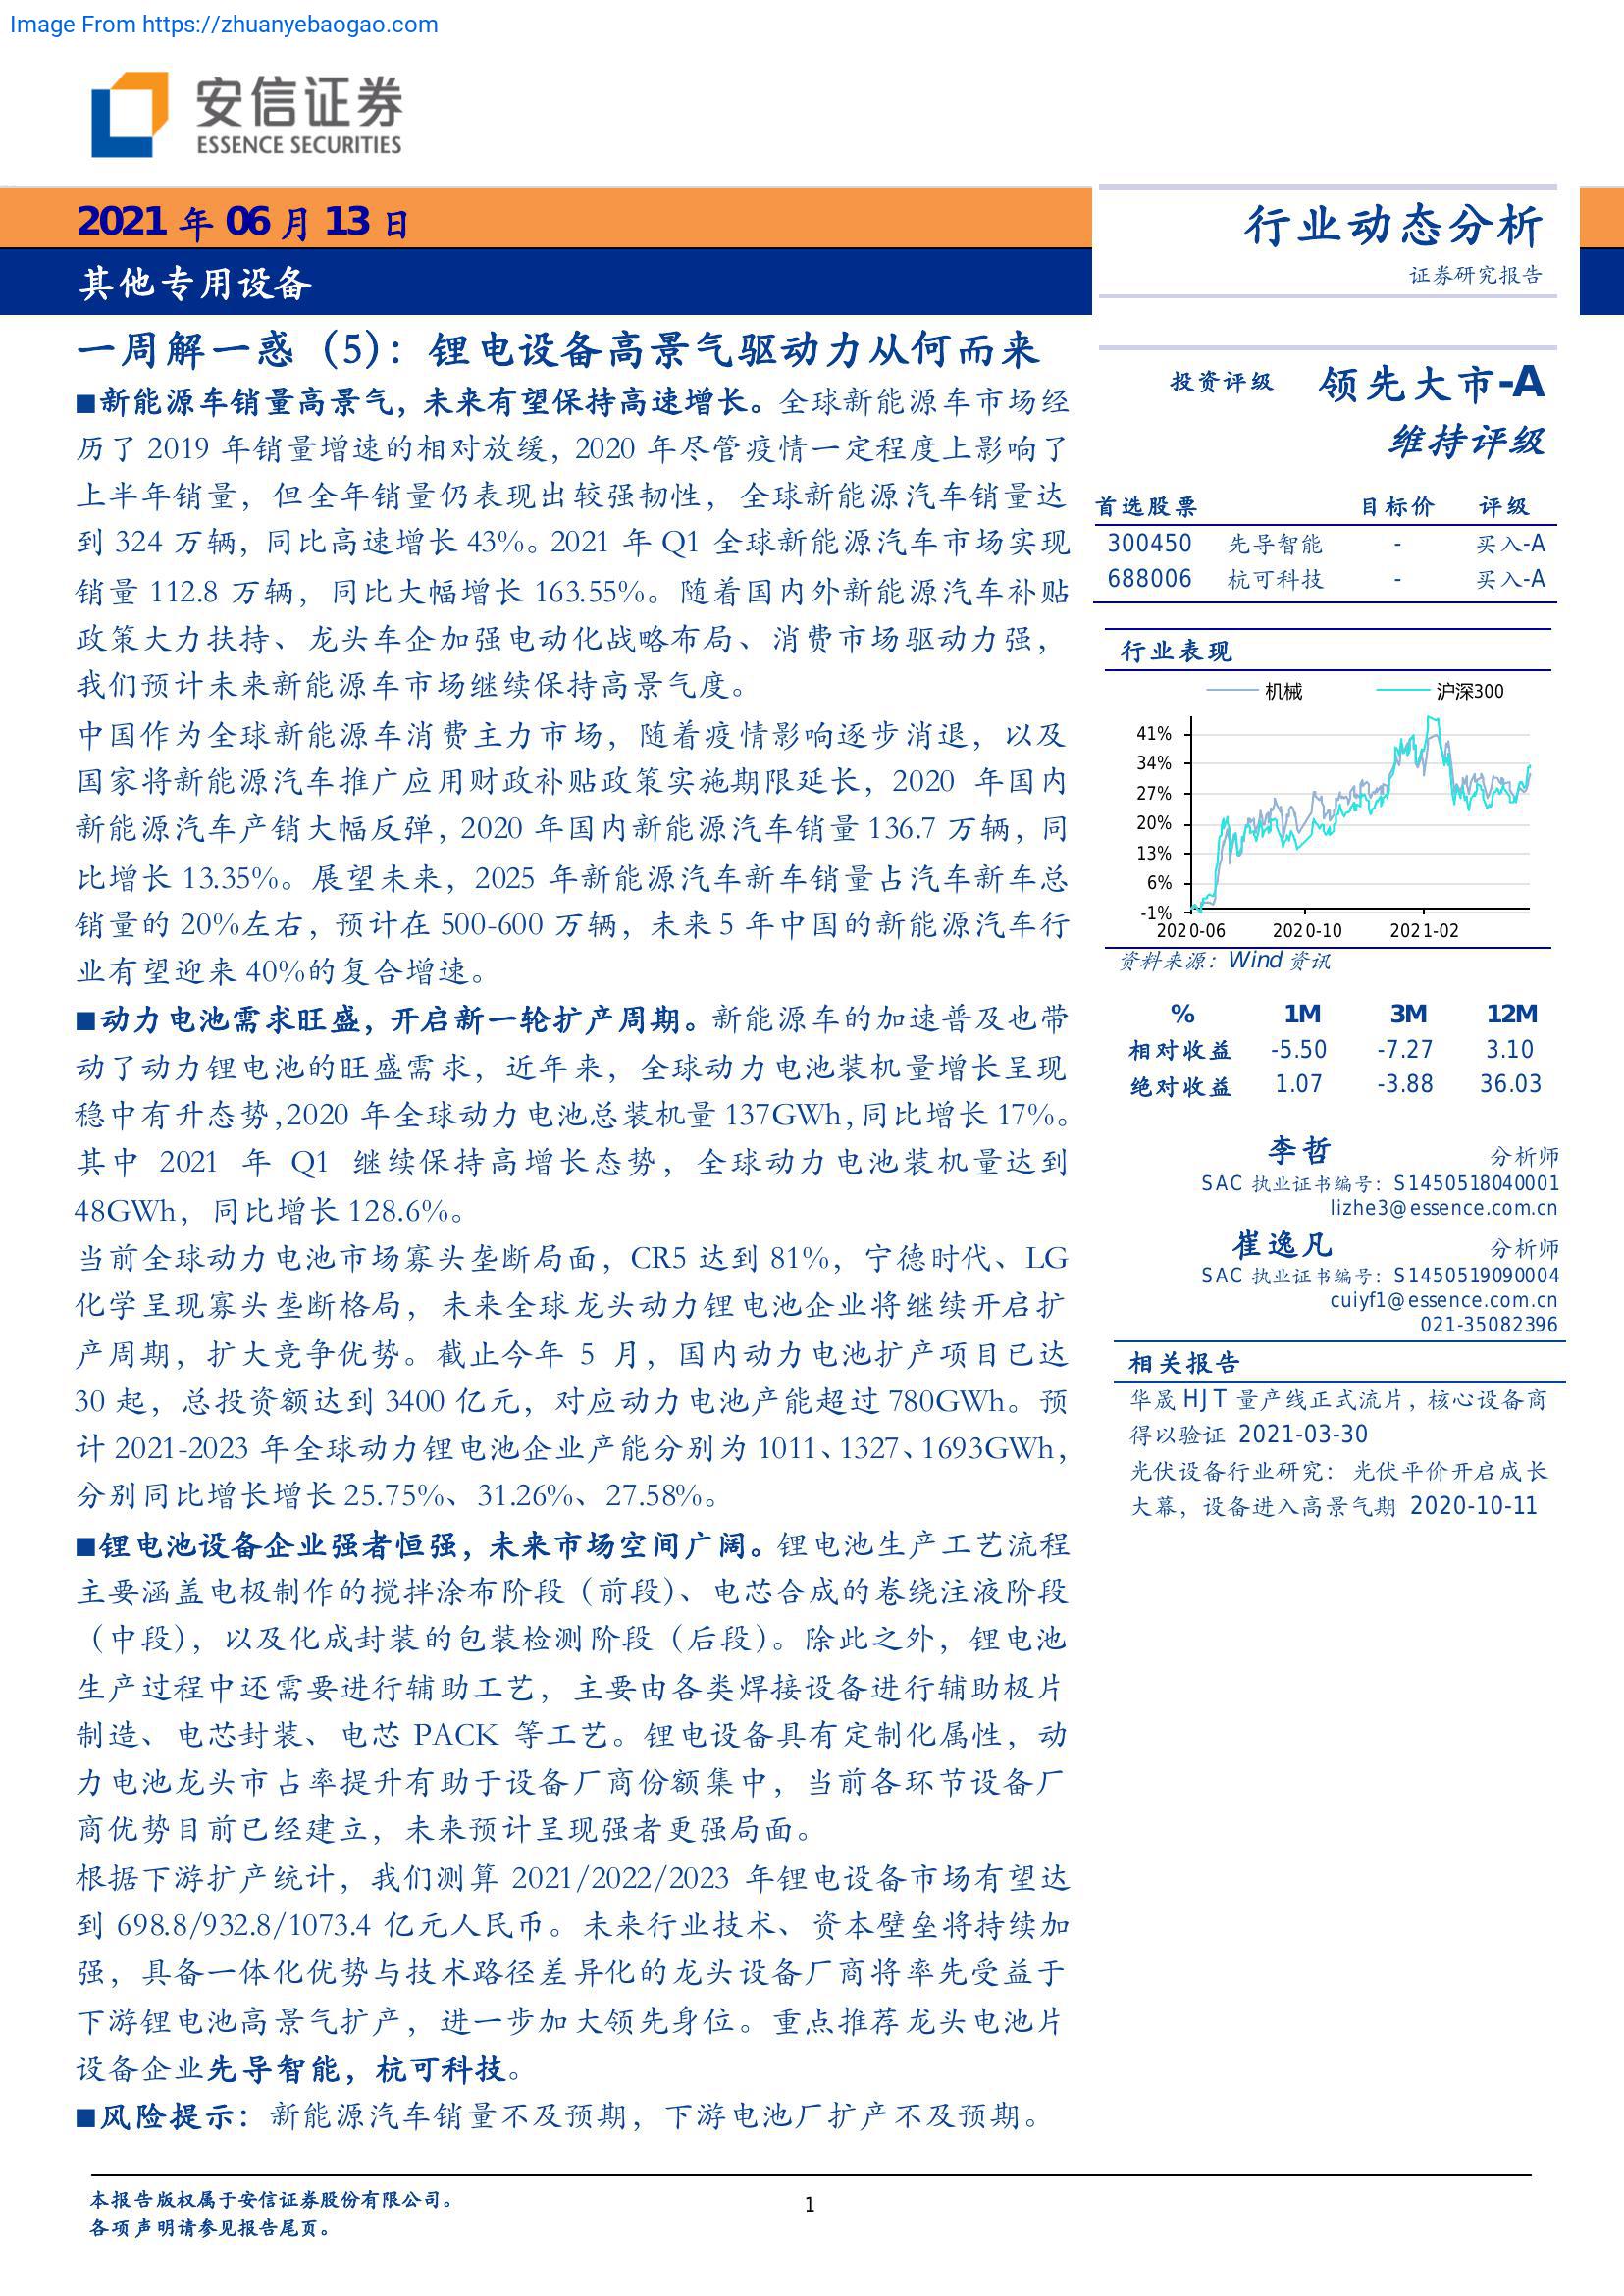 Image From https://zhuanyebaogao.com
安信证券
ESSENCE SECURITIES
2021 年 06 月 13 日
其他专用设备
行业动态分析
证券研究报告
一周解一惑（5）：锂电设备高景气驱动力从何而来
■新能源车销量高景气，未来有望保持高速增长。全球新能源车市场经
历了 2019 年销量增速的相对放缓，2020 年尽管疫情一定程度上影响了
上半年销量，但全年销量仍表现出较强韧性，全球新能源汽车销量达
到 324 万辆，同比高速增长 43%。2021 年 Q1 全球新能源汽车市场实现
销量 112.8 万辆，同比大幅增长 163.55%。随着国内外新能源汽车补贴
政策大力扶持、龙头车企加强电动化战略布局、消费市场驱动力强，
我们预计未来新能源车市场继续保持高景气度。
中国作为全球新能源车消费主力市场，随着疫情影响逐步消退，以及
国家将新能源汽车推广应用财政补贴政策实施期限延长，2020 年国内
新能源汽车产销大幅反弹，2020 年国内新能源汽车销量 136.7 万辆，同
比增长 13.35%。展望未来，2025 年新能源汽车新车销量占汽车新车总
销量的 20%左右，预计在 500-600 万辆，未来 5 年中国的新能源汽车行
业有望迎来 40%的复合增速。
■动力电池需求旺盛，开启新一轮扩产周期。新能源车的加速普及也带
动了动力锂电池的旺盛需求，近年来，全球动力电池装机量增长呈现
稳中有升态势，2020 年全球动力电池总装机量 137GWh，同比增长 17%。
其中 2021 年 Q1 继续保持高增长态势，全球动力电池装机量达到
48GWh，同比增长 128.6%。
当前全球动力电池市场寡头垄断局面，CR5 达到 81%，宁德时代、LG
化学呈现寡头垄断格局，未来全球龙头动力锂电池企业将继续开启扩
产周期，扩大竞争优势。截止今年 5 月，国内动力电池扩产项目已达
30 起，总投资额达到 3400 亿元，对应动力电池产能超过 780GWh。预
计 2021-2023 年全球动力锂电池企业产能分别为 1011、1327、1693GWh，
分别同比增长增长 25.75%、31.26%、27.58%。
■锂电池设备企业强者恒强，未来市场空间广阔。锂电池生产工艺流程
主要涵盖电极制作的搅拌涂布阶段（前段）、电芯合成的卷绕注液阶段
（中段），以及化成封装的包装检测阶段（后段）。除此之外，锂电池
生产过程中还需要进行辅助工艺，主要由各类焊接设备进行辅助极片
制造、电芯封装、电芯 PACK 等工艺。锂电设备具有定制化属性，动
力电池龙头市占率提升有助于设备厂商份额集中，当前各环节设备厂
商优势目前已经建立，未来预计呈现强者更强局面。
根据下游扩产统计，我们测算 2021/2022/2023 年锂电设备市场有望达
到 698.8/932.8/1073.4 亿元人民币。未来行业技术、资本壁垒将持续加
强，具备一体化优势与技术路径差异化的龙头设备厂商将率先受益于
下游锂电池高景气扩产，进一步加大领先身位。重点推荐龙头电池片
设备企业先导智能，杭可科技。
■风险提示：新能源汽车销量不及预期，下游电池厂扩产不及预期。
投资评级 领先大市-A
维持评级
首选股票 目标价 评级
300450 先导智能 - 买入-A
688006 杭可科技 - 买入-A
行业表现
机械 沪深300
41%
34%
27%
20%
13%
6%
-1%
2020-06 2020-10 2021-02
资料来源：Wind 资讯
% 1M 3M 12M
相对收益 -5.50 -7.27 3.10
绝对收益 1.07 -3.88 36.03
李哲 分析师
SAC 执业证书编号：S1450518040001
lizhe3@essence.com.cn
崔逸凡 分析师
SAC 执业证书编号：S1450519090004
cuiyf1@essence.com.cn
021-35082396
相关报告
华晟 HJT 量产线正式流片，核心设备商
得以验证 2021-03-30
光伏设备行业研究：光伏平价开启成长
大幕，设备进入高景气期 2020-10-11
本报告版权属于安信证券股份有限公司。
各项声明请参见报告尾页。
1